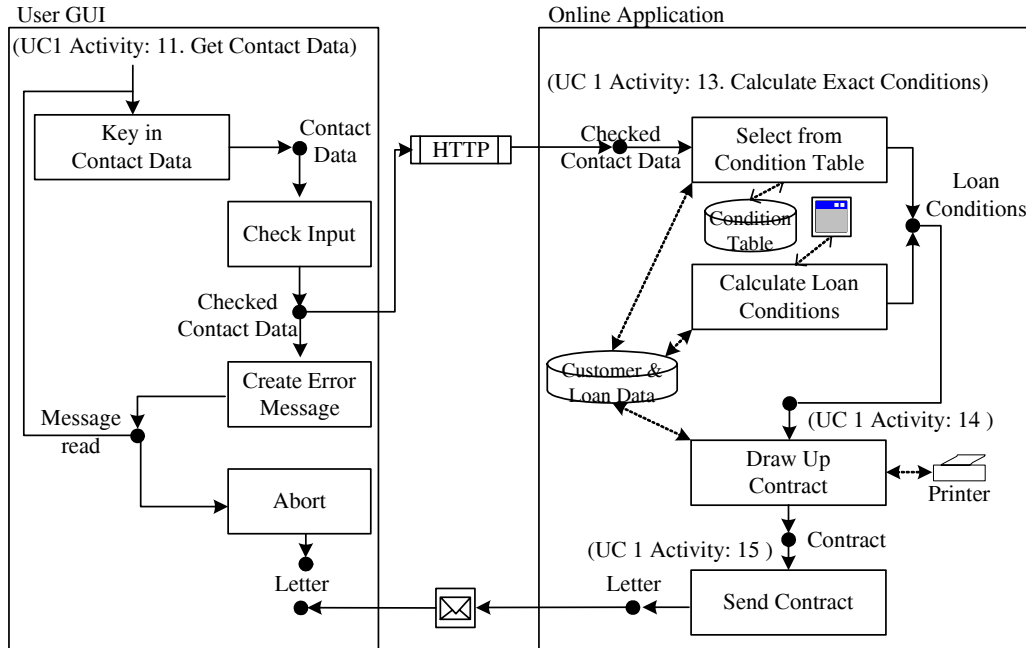 User GUI
(UC1 Activity: 11. Get Contact Data)
Key in
Contact Data
Contact
Data
Check Input
Checked
Contact Data
Create Error
Message
Message
read
Abort
Letter
HTTP
Online Application
(UC 1 Activity: 13. Calculate Exact Conditions)
Checked
Contact Data
Select from
Condition Table
Loan
Conditions
Condition
Table
Calculate Loan
Conditions
Customer &
Loan Data
(UC 1 Activity: 14 )
Draw Up
Contract
Printer
Contract
(UC 1 Activity: 15 )
Send Contract
Letter